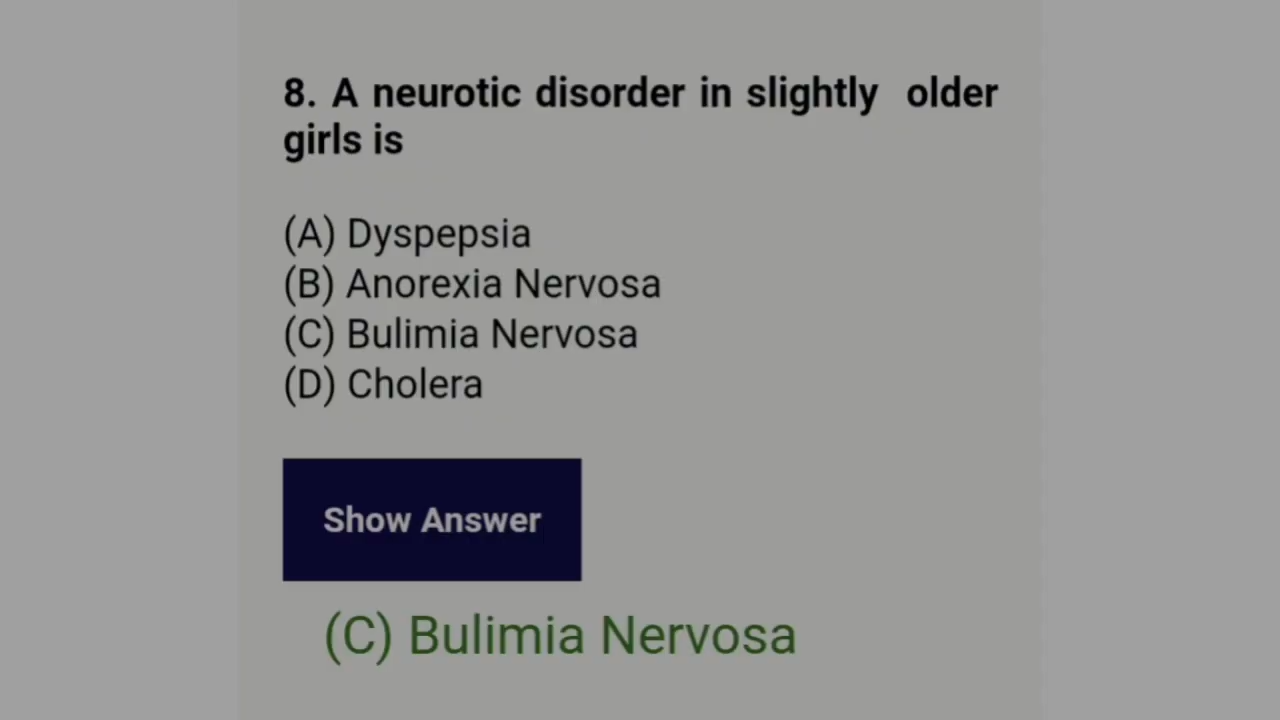 8. A neurotic disorder in slightly older
girls is
(A) Dyspepsia
(B) Anorexia Nervosa
(C) Bulimia Nervosa
(D) Cholera
Show Answer
(C) Bulimia Nervosa